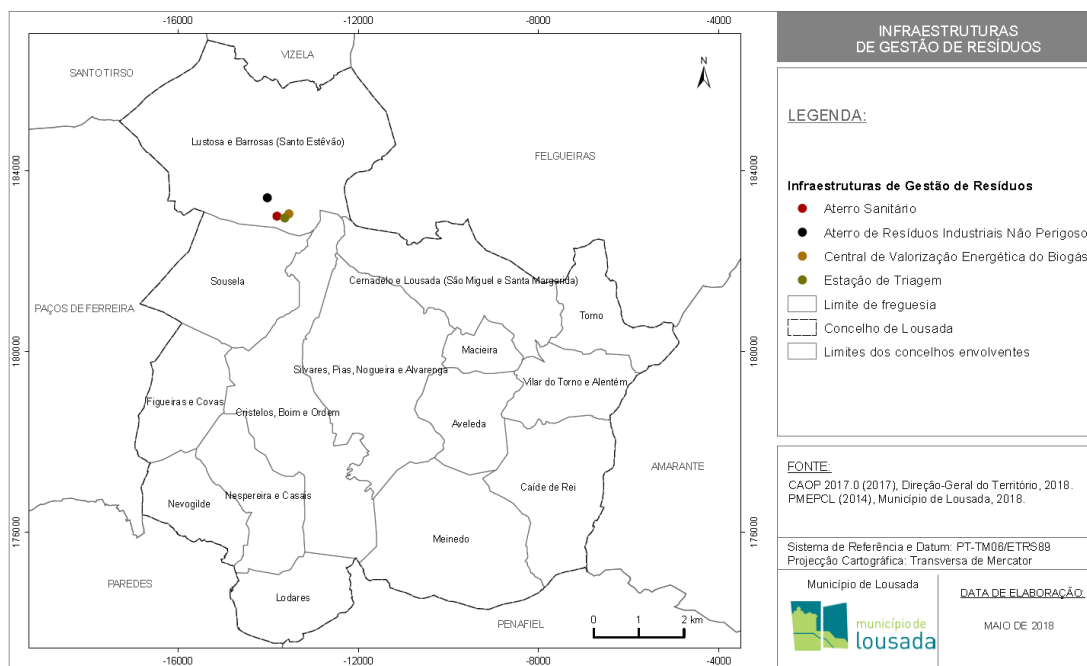 -16000
-12000
-8000
-4000
184000
180000
176000
184000
180000
176000
VIZELA
SANTO TIRSO
N
Lustosa e Barrosas (Santo Estêvão)
FELGUEIRAS
Sousela
Cernadelo e Lousada (São Miguel e Santa Margarida)
PAÇOS DE FERREIRA
Torno
Macieira
Silvares, Pias, Nogueira e Alvarenga
Vilar do Torno e Alentém
Figueiras e Covas
Cristelos, Boim e Ordem
Aveleda
AMARANTE
Caíde de Rei
Nespereira e Casais
Nevogilde
Meinedo
PAREDES
Lodares
PENAFIEL
0 1 2 km
-16000
-12000
-8000
-4000
INFRAESTRUTURAS
DE GESTÃO DE RESÍDUOS
LEGENDA:
Infraestruturas de Gestão de Resíduos
Aterro Sanitário
Aterro de Resíduos Industriais Não Perigoso
Central de Valorização Energética do Biogás
Estação de Triagem
Limite de freguesia
Concelho de Lousada
Limites dos concelhos envolventes
FONTE:
CAOP 2017.0 (2017), Direção-Geral do Território, 2018.
PMEPCL (2014), Município de Lousada, 2018.
Sistema de Referência e Datum: PT-TM06/ETRS89
Projecção Cartográfica: Transversa de Mercator
Município de Lousada
município de
lousada
DATA DE ELABORAÇÃO:
MAIO DE 2018